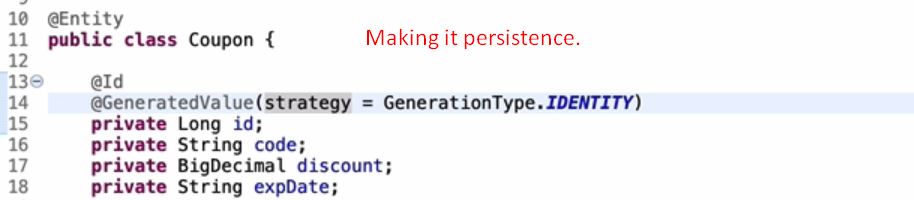 10 @Entity
11 public class Coupon { Making it persistence.
12
13 @Id
14 @GeneratedValue(strategy = GenerationType.IDENTITY)
15 private Long id;
16 private String code;
17 private BigDecimal discount;
18 private String expDate;